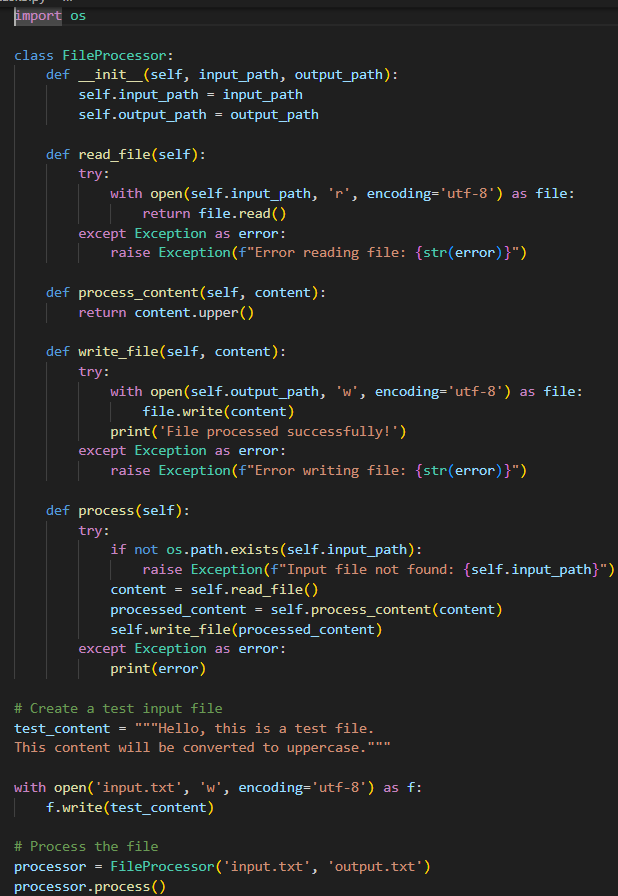 import os
class FileProcessor:
    def __init__(self, input_path, output_path):
        self.input_path = input_path
        self.output_path = output_path
    def read_file(self):
        try:
            with open(self.input_path, 'r', encoding='utf-8') as file:
                return file.read()
        except Exception as error:
            raise Exception(f"Error reading file: {str(error)}")
    def process_content(self, content):
        return content.upper()
    def write_file(self, content):
        try:
            with open(self.output_path, 'w', encoding='utf-8') as file:
                file.write(content)
            print('File processed successfully!')
        except Exception as error:
            raise Exception(f"Error writing file: {str(error)}")
    def process(self):
        try:
            if not os.path.exists(self.input_path):
                raise Exception(f"Input file not found: {self.input_path}")
            content = self.read_file()
            processed_content = self.process_content(content)
            self.write_file(processed_content)
        except Exception as error:
            print(error)
# Create a test input file
test_content = """Hello, this is a test file.
This content will be converted to uppercase."""
with open('input.txt', 'w', encoding='utf-8') as f:
    f.write(test_content)
# Process the file
processor = FileProcessor('input.txt', 'output.txt')
processor.process()